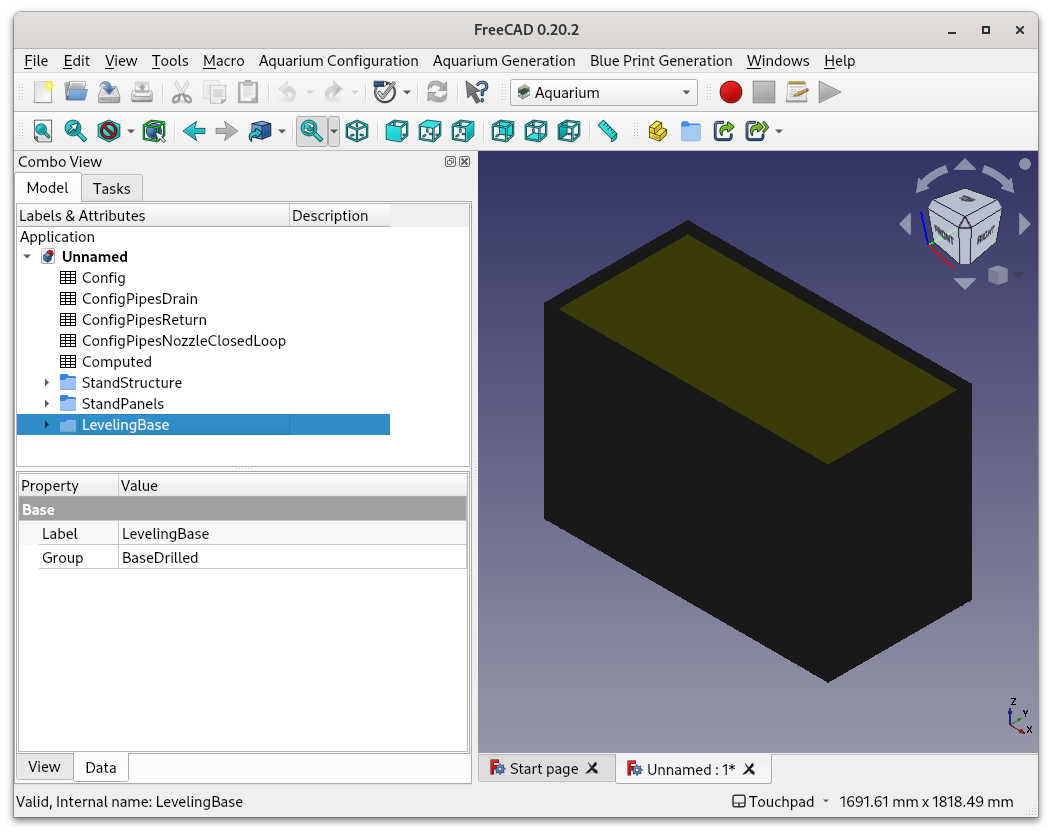 FreeCAD 0.20.2
File Edit View Tools Macro Aquarium Configuration Aquarium Generation Blue Print Generation Windows Help
Aquarium
Combo View
Model Tasks
Labels & Attributes Description
Application
Unnamed
Config
ConfigPipesDrain
ConfigPipesReturn
ConfigPipesNozzleClosedLoop
Computed
StandStructure
StandPanels
LevelingBase
FRONT RIGHT
Property Value
Base
Label LevelingBase
Group BaseDrilled
Z
Y
X
View Data
Start page Unnamed : 1*
Valid, Internal name: LevelingBase Touchpad 1691.61 mm x 1818.49 mm